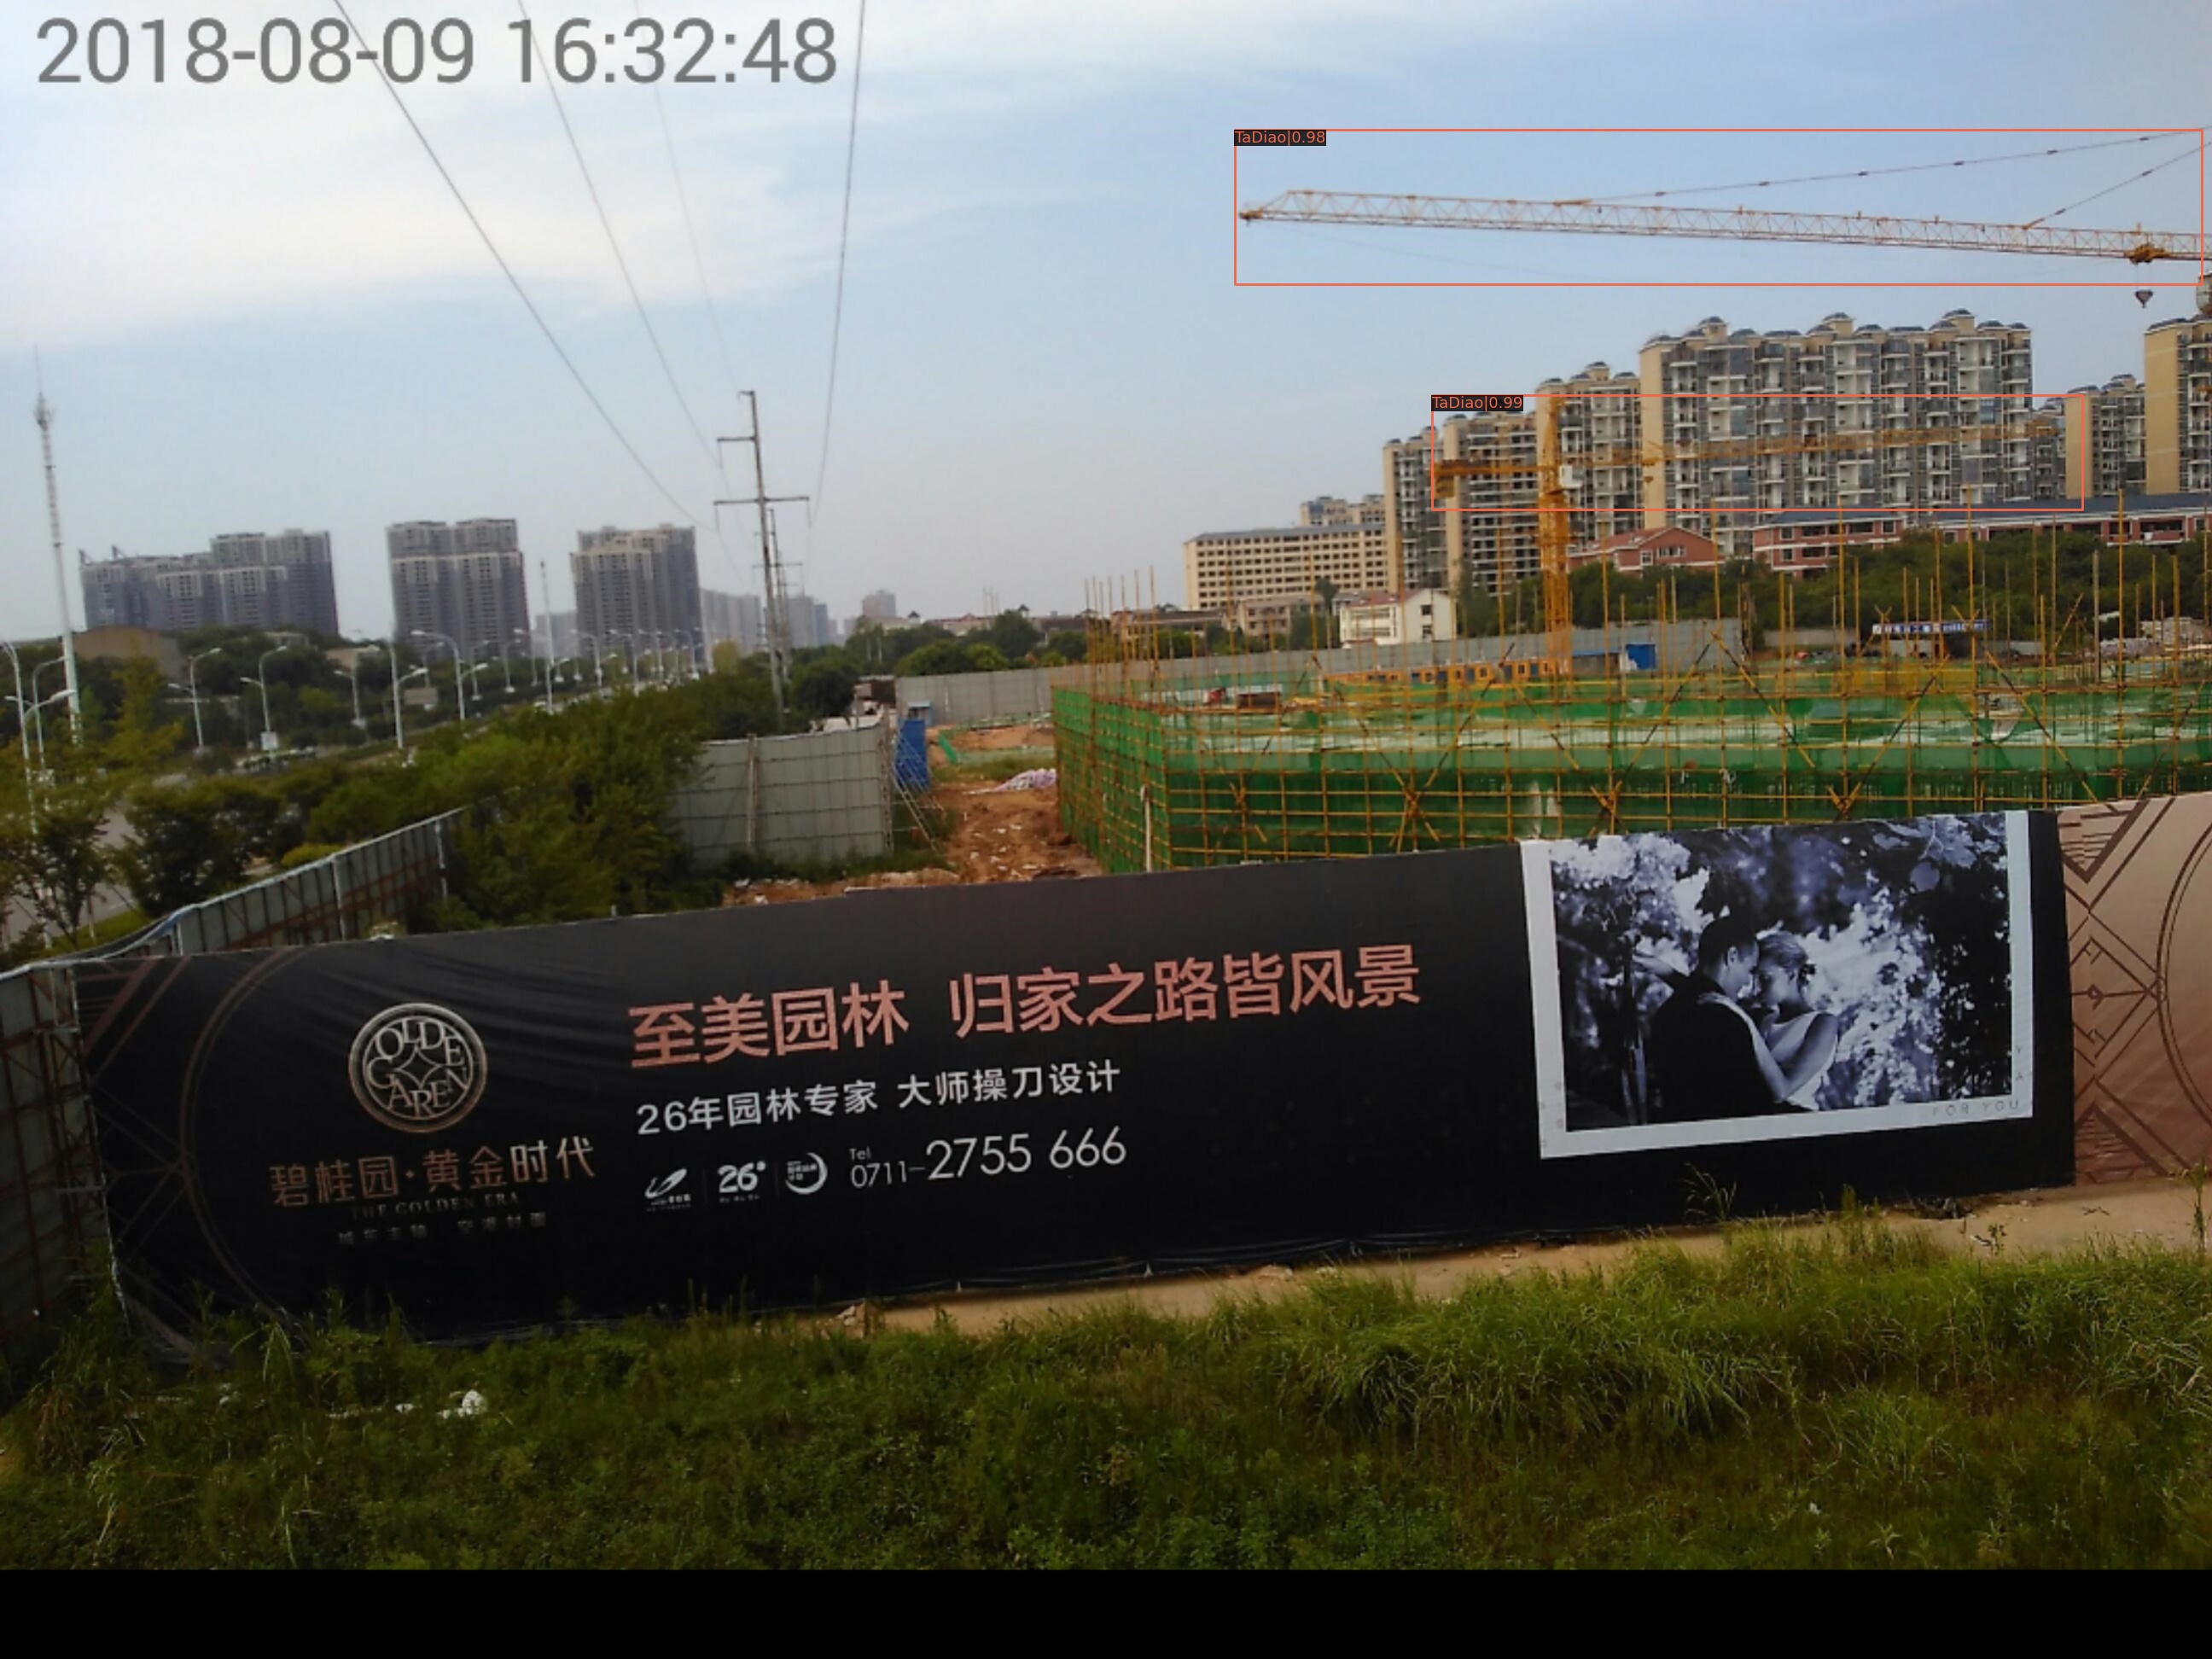 2018-08-09 16:32:48
TaDiao|0.98
TaDiao|0.99
至美园林 归家之路皆风景
26年园林专家 大师操刀设计
OLDE
GAREN
碧桂园·黄金时代
THE GOLDEN ERA
26°
Tel
0711-2755 666
FOR YOU